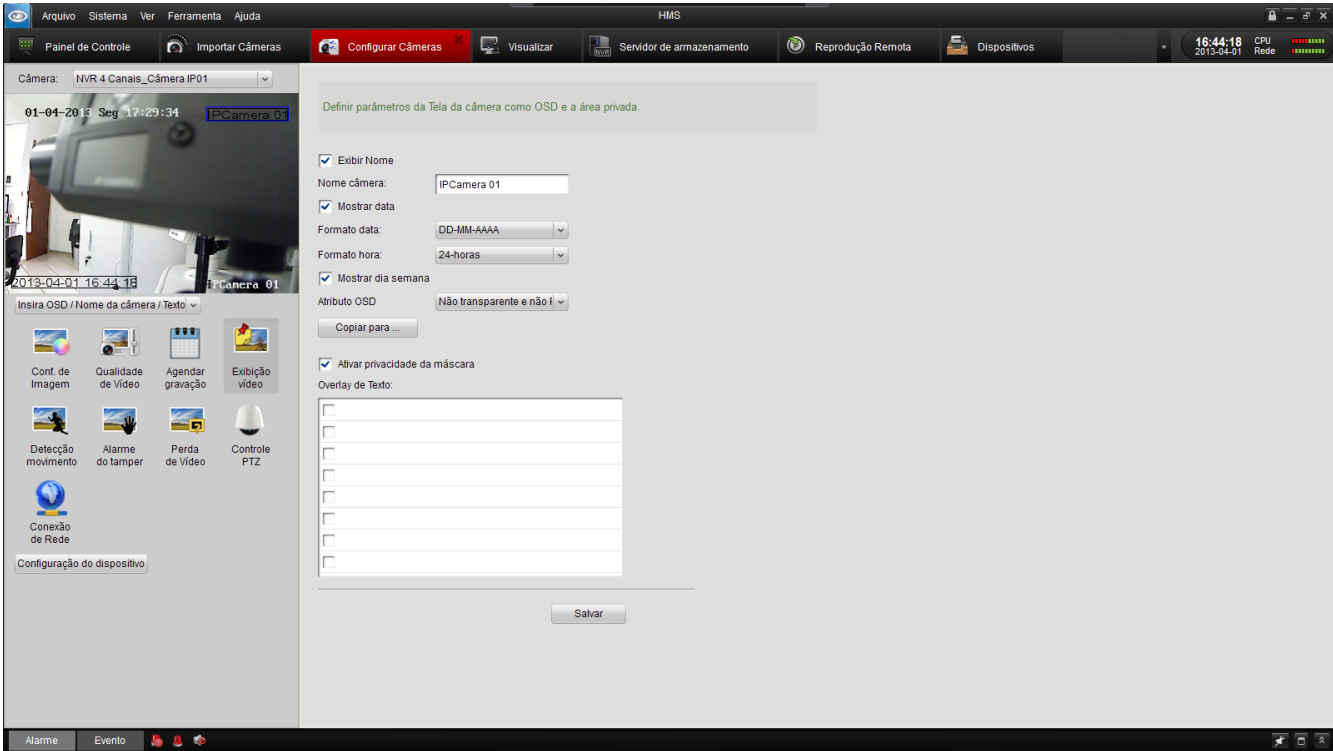 Arquivo Sistema Ver Ferramenta Ajuda
HMS
Painel de Controle
Importar Câmeras
Configurar Câmeras
Visualizar
NVR
Servidor de armazenamento
Reprodução Remota
Dispositivos
16:44:18
2013-04-01
CPU
Rede
Câmera: NVR 4 Canais_Câmera IP01
01-04-2013 Seg 17:29:34
IPCamera 01
2013-04-01 16:44:18
IPCamera 01
Insira OSD / Nome da câmera / Texto
Conf. de
Imagem
Qualidade
de Vídeo
Agendar
gravação
Exibição
vídeo
Detecção
movimento
Alarme
do tamper
Perda
de Vídeo
Controle
PTZ
Conexão
de Rede
Configuração do dispositivo
Definir parâmetros da Tela da câmera como OSD e a área privada.
Exibir Nome
Nome câmera: IPCamera 01
Mostrar data
Formato data: DD-MM-AAAA
Formato hora: 24-horas
Mostrar dia semana
Atributo OSD Não transparente e não
Copiar para ...
Ativar privacidade da máscara
Overlay de Texto:
Salvar
Alarme
Evento